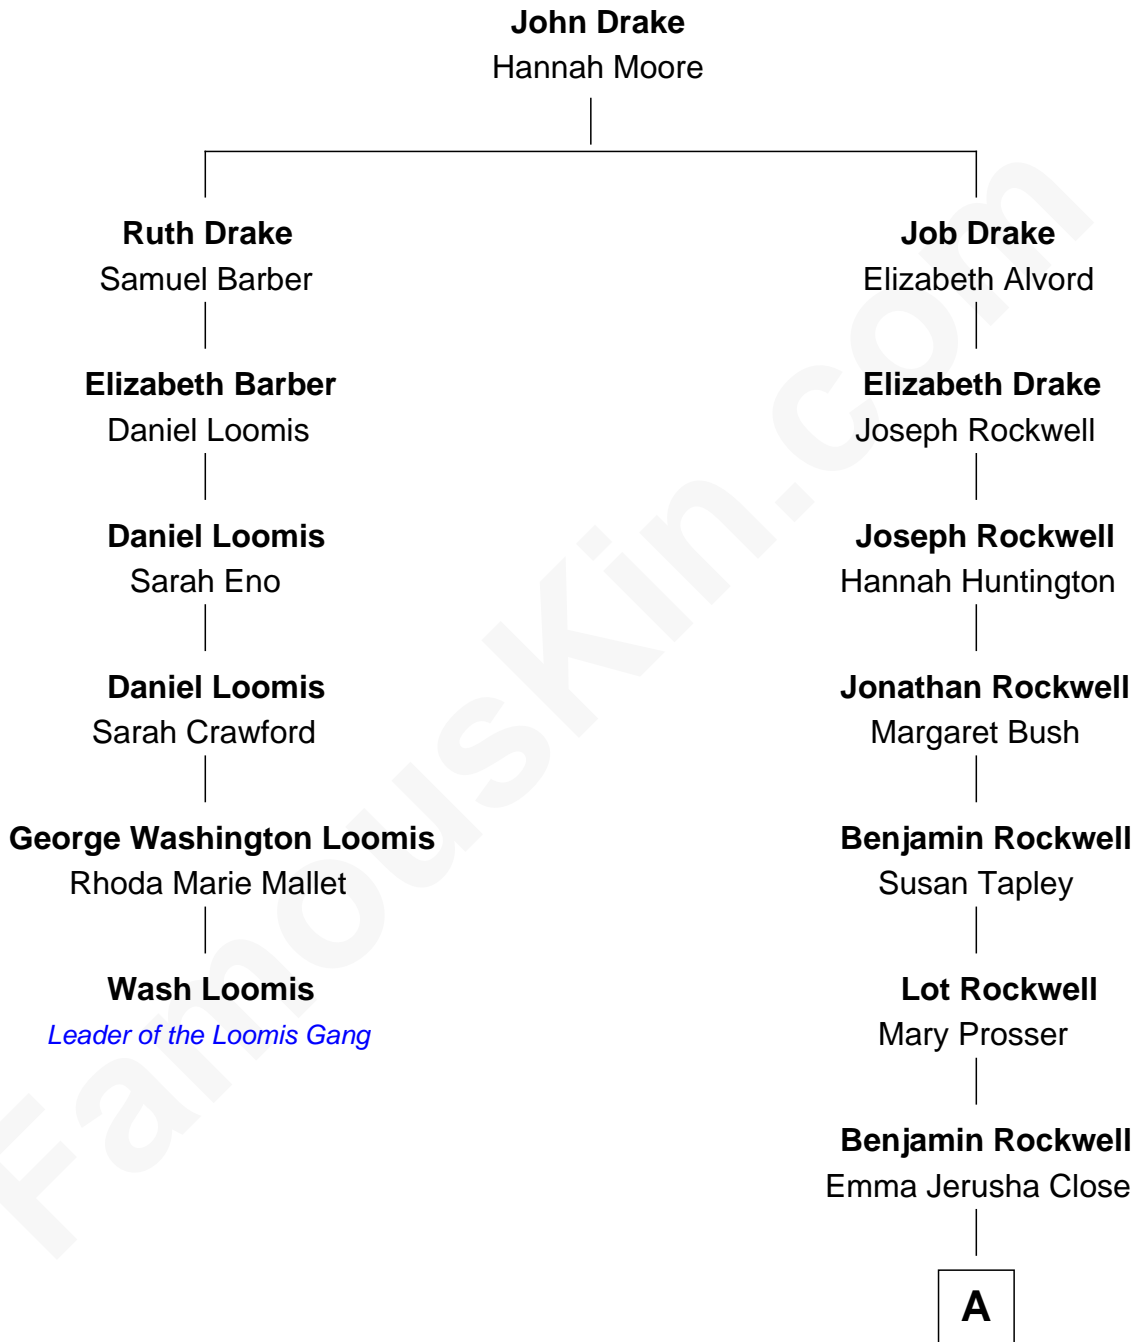 John Drake
Hannah Moore
Ruth Drake
Samuel Barber
Elizabeth Barber
Daniel Loomis
Daniel Loomis
Sarah Eno
Daniel Loomis
Sarah Crawford
George Washington Loomis
Rhoda Marie Mallet
Wash Loomis
Leader of the Loomis Gang
Job Drake
Elizabeth Alvord
Elizabeth Drake
Joseph Rockwell
Joseph Rockwell
Hannah Huntington
Jonathan Rockwell
Margaret Bush
Benjamin Rockwell
Susan Tapley
Lot Rockwell
Mary Prosser
Benjamin Rockwell
Emma Jerusha Close
A
FamousKin.com